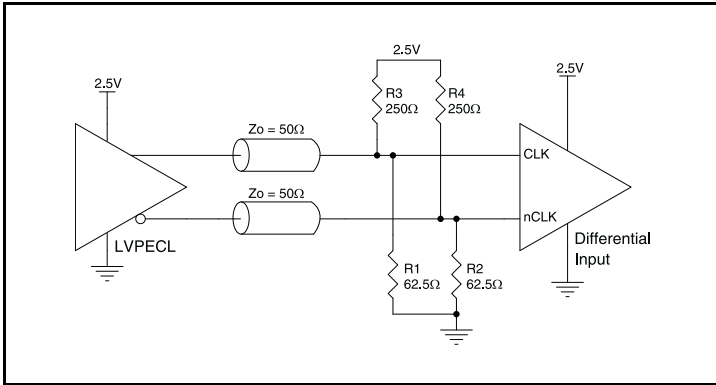 2.5V
2.5V
2.5V
R3
250Ω
R4
250Ω
Zo = 50Ω
CLK
Zo = 50Ω
nCLK
LVPECL
Differential
Input
R1
62.5Ω
R2
62.5Ω